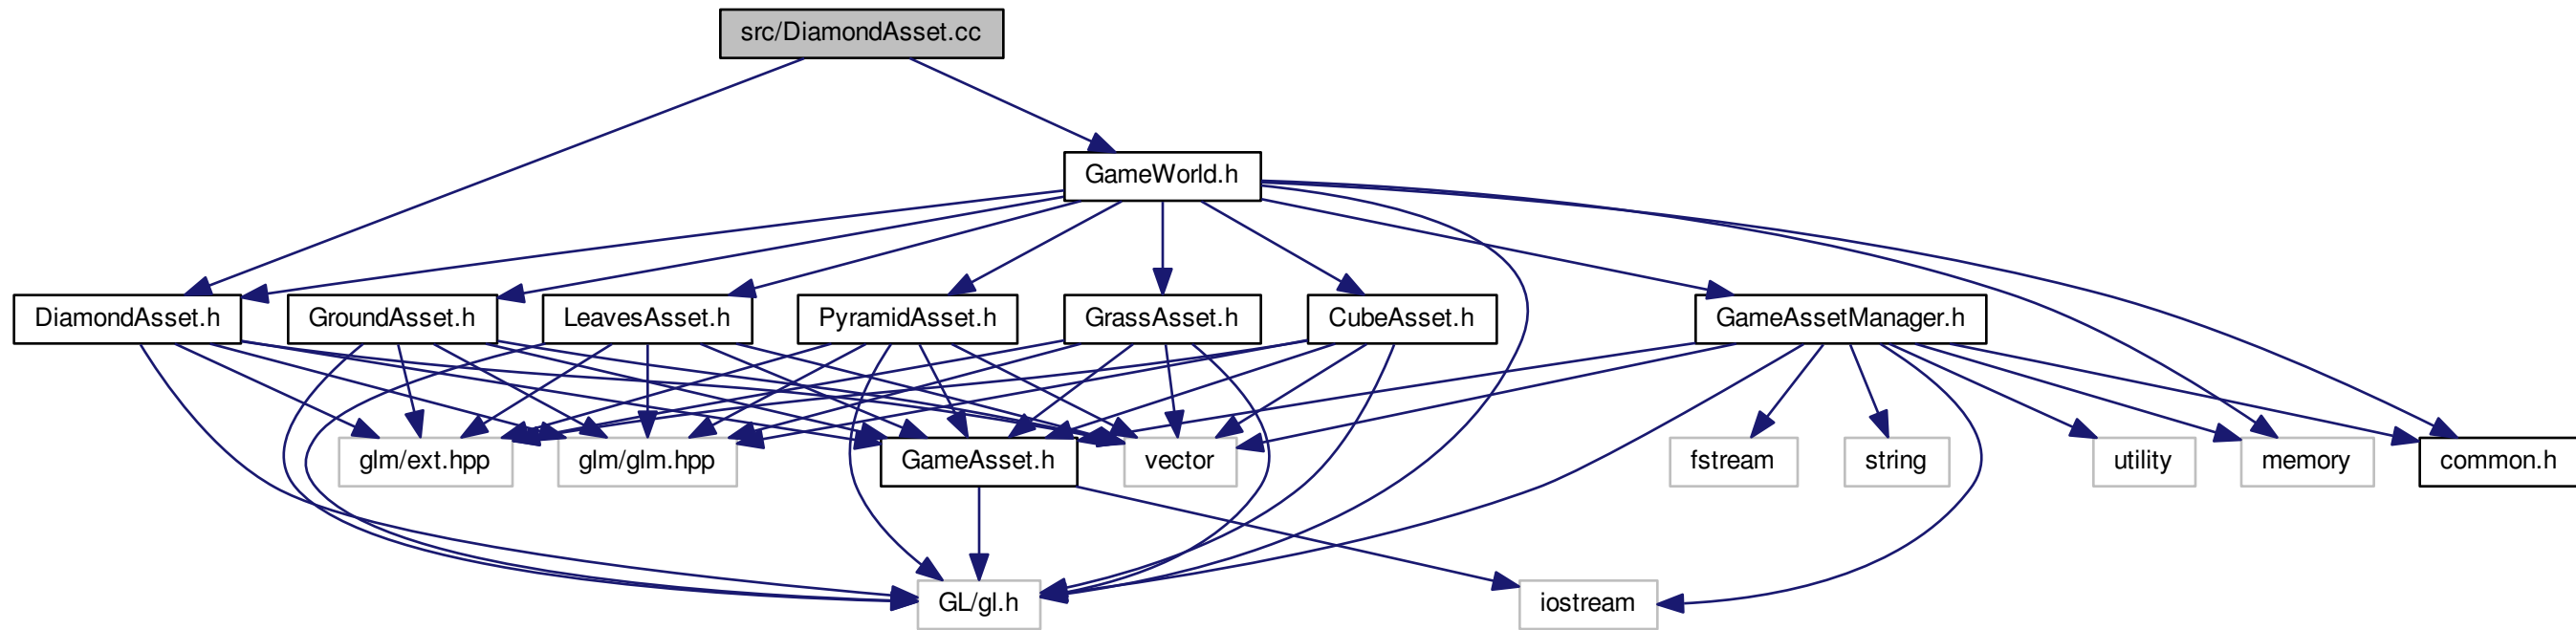 src/DiamondAsset.cc
GameWorld.h
DiamondAsset.h
GroundAsset.h
LeavesAsset.h
PyramidAsset.h
GrassAsset.h
CubeAsset.h
GameAssetManager.h
glm/ext.hpp
glm/glm.hpp
GameAsset.h
vector
fstream
string
utility
memory
common.h
GL/gl.h
iostream